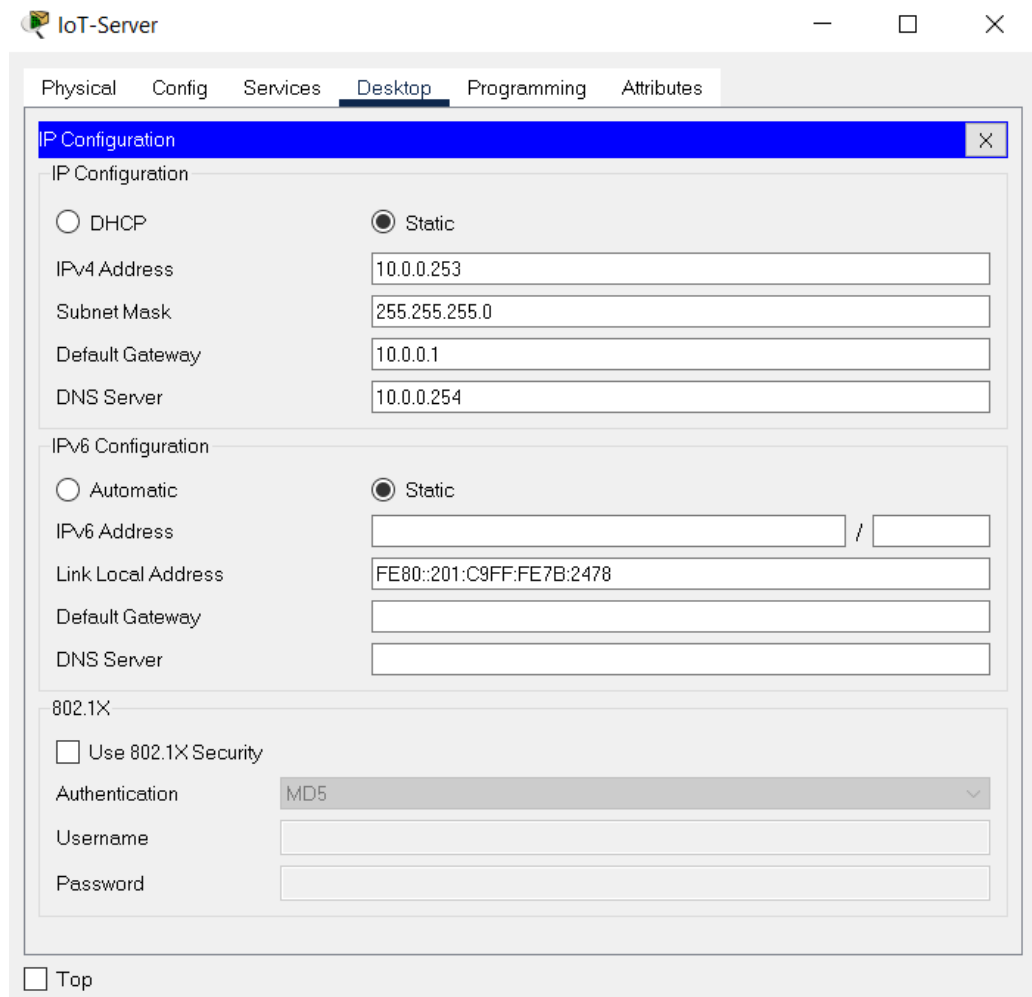 IoT-Server
Physical Config Services Desktop Programming Attributes
IP Configuration X
IP Configuration
DHCP Static
IPv4 Address 10.0.0.253
Subnet Mask 255.255.255.0
Default Gateway 10.0.0.1
DNS Server 10.0.0.254
IPv6 Configuration
Automatic Static
IPv6 Address /
Link Local Address FE80::201:C9FF:FE7B:2478
Default Gateway
DNS Server
802.1X
Use 802.1X Security
Authentication MD5
Username
Password
Top